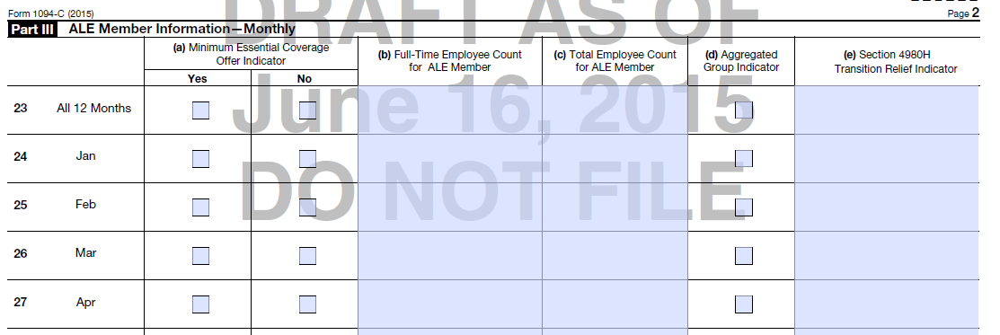 DRAFT AS OF
Form 1094-C (2015)
Page 2
Part III ALE Member Information—Monthly
(a) Minimum Essential Coverage
Offer Indicator
Yes
No
(b) Full-Time Employee Count
for ALE Member
(c) Total Employee Count
for ALE Member
(d) Aggregated
Group Indicator
(e) Section 4980H
Transition Relief Indicator
June 16, 2015
DO NOT FILE
23 All 12 Months
24 Jan
25 Feb
26 Mar
27 Apr